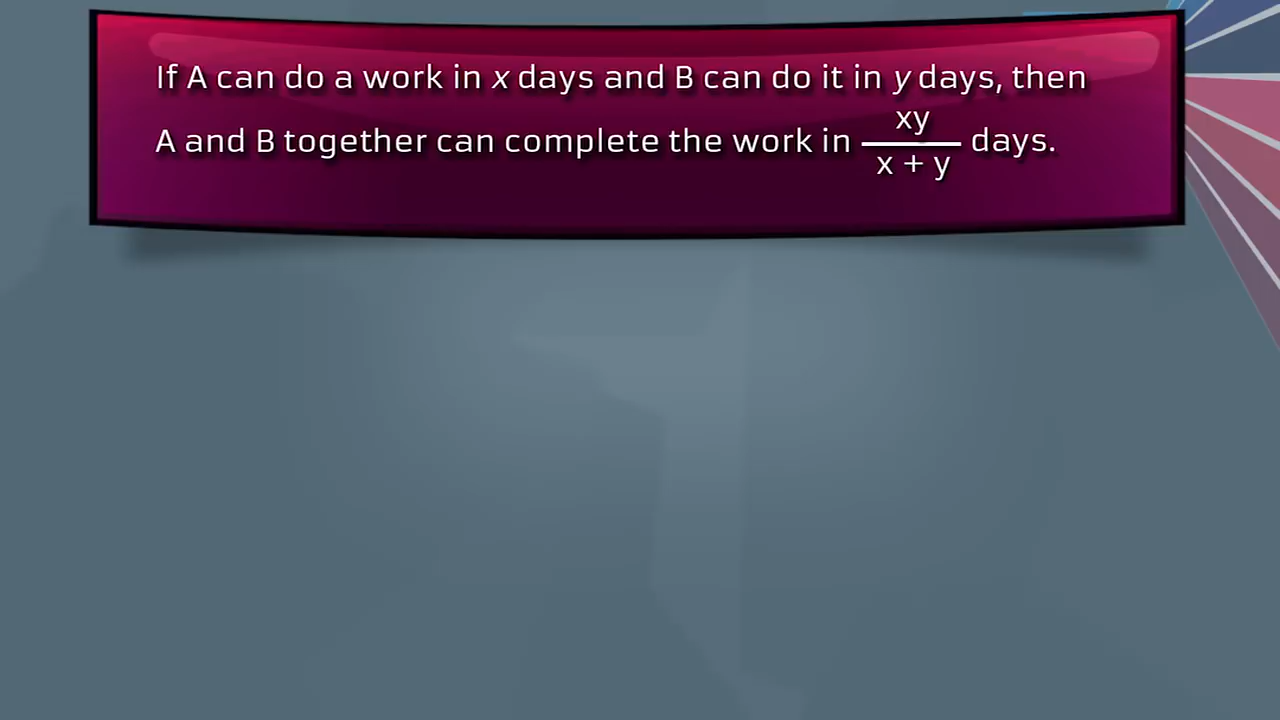 If A can do a work in x days and B can do it in y days, then
A and B together can complete the work in xy / x + y days.